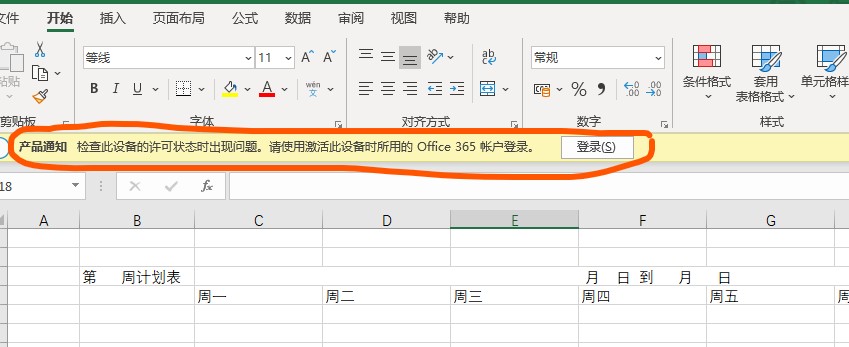 文件 开始 插入 页面布局 公式 数据 审阅 视图 帮助
等线 11 A A ab 常规
粘贴 B I U A wén 文 % 9 条件格式 套用 表格格式 单元格样
剪贴板 字体 对齐方式 数字 样式
产品通知 检查此设备的许可状态时出现问题。请使用激活此设备时所用的 Office 365 帐户登录。 登录(S)
18 fx
A B C D E F G
第 周计划表 月 日 到 月 日
周一 周二 周三 周四 周五